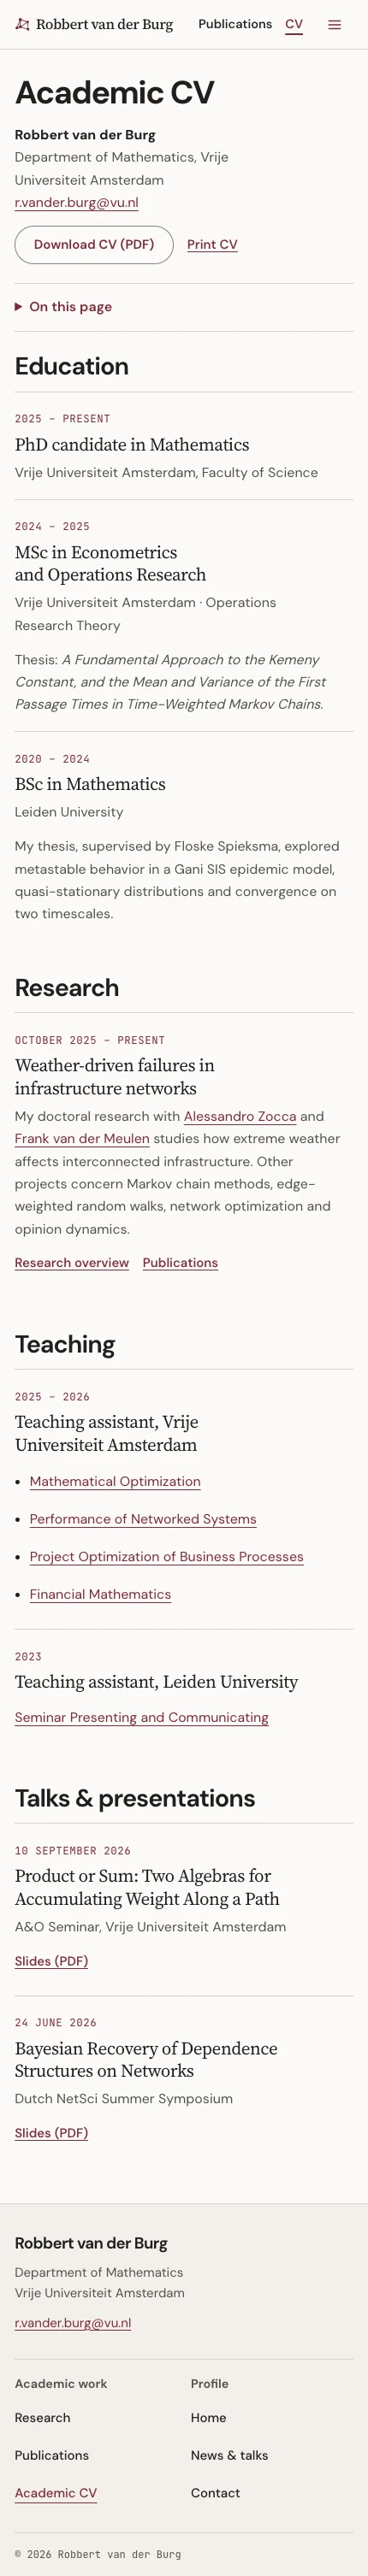 Robbert van der Burg
Publications
CV
Academic CV
Robbert van der Burg
Department of Mathematics, Vrije
Universiteit Amsterdam
r.vander.burg@vu.nl
Download CV (PDF)
Print CV
On this page
Education
2025 – PRESENT
PhD candidate in Mathematics
Vrije Universiteit Amsterdam, Faculty of Science
2024 – 2025
MSc in Econometrics
and Operations Research
Vrije Universiteit Amsterdam · Operations
Research Theory
Thesis: A Fundamental Approach to the Kemeny
Constant, and the Mean and Variance of the First
Passage Times in Time-Weighted Markov Chains.
2020 – 2024
BSc in Mathematics
Leiden University
My thesis, supervised by Floske Spieksma, explored
metastable behavior in a Gani SIS epidemic model,
quasi-stationary distributions and convergence on
two timescales.
Research
OCTOBER 2025 – PRESENT
Weather-driven failures in
infrastructure networks
My doctoral research with Alessandro Zocca and
Frank van der Meulen studies how extreme weather
affects interconnected infrastructure. Other
projects concern Markov chain methods, edge-
weighted random walks, network optimization and
opinion dynamics.
Research overview
Publications
Teaching
2025 – 2026
Teaching assistant, Vrije
Universiteit Amsterdam
Mathematical Optimization
Performance of Networked Systems
Project Optimization of Business Processes
Financial Mathematics
2023
Teaching assistant, Leiden University
Seminar Presenting and Communicating
Talks & presentations
10 SEPTEMBER 2026
Product or Sum: Two Algebras for
Accumulating Weight Along a Path
A&O Seminar, Vrije Universiteit Amsterdam
Slides (PDF)
24 JUNE 2026
Bayesian Recovery of Dependence
Structures on Networks
Dutch NetSci Summer Symposium
Slides (PDF)
Robbert van der Burg
Department of Mathematics
Vrije Universiteit Amsterdam
r.vander.burg@vu.nl
Academic work
Research
Publications
Academic CV
Profile
Home
News & talks
Contact
© 2026 Robbert van der Burg